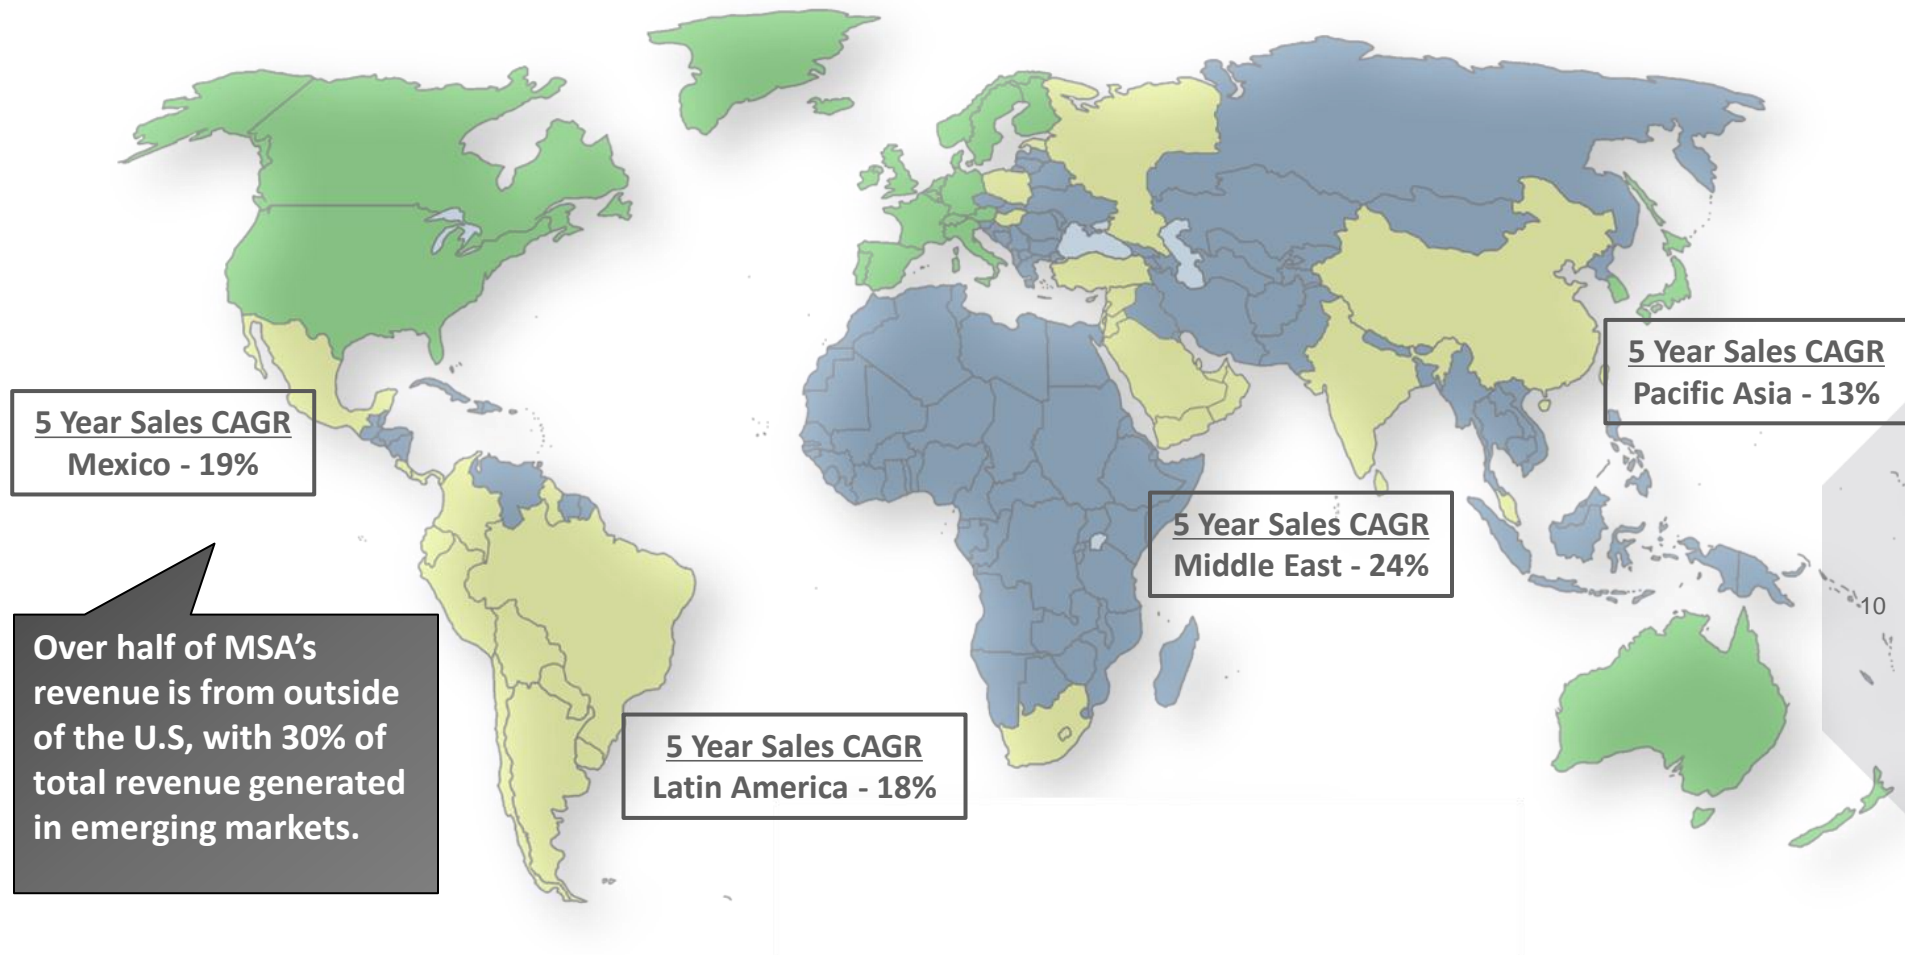 5 Year Sales CAGR
Pacific Asia - 13%
5 Year Sales CAGR
Mexico - 19%
5 Year Sales CAGR
Middle East - 24%
10
Over half of MSA’s
revenue is from outside
of the U.S, with 30% of
total revenue generated
in emerging markets.
5 Year Sales CAGR
Latin America - 18%